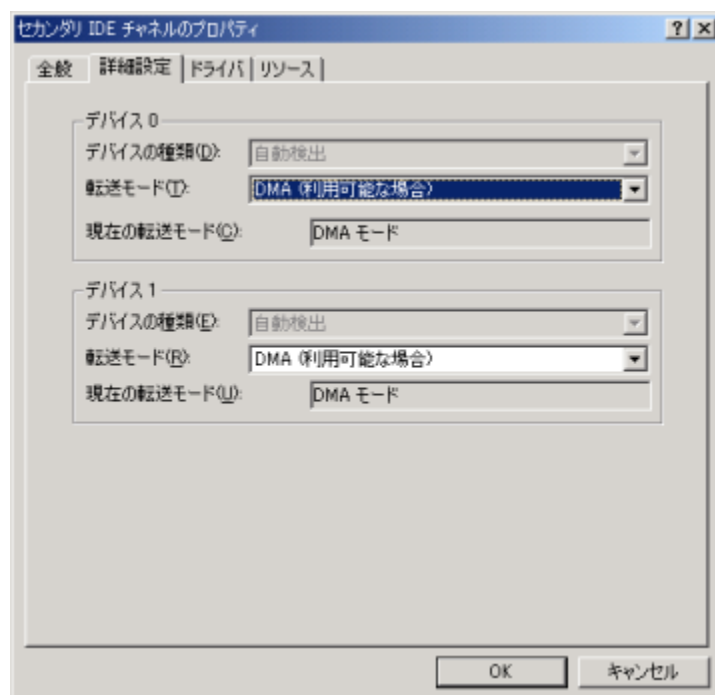 セカンダリ IDE チャネルのプロパティ
全般 詳細設定 ドライバ リソース
デバイス 0
デバイスの種類(D): 自動検出
転送モード(T): DMA (利用可能な場合)
現在の転送モード(C): DMA モード
デバイス 1
デバイスの種類(E): 自動検出
転送モード(R): DMA (利用可能な場合)
現在の転送モード(U): DMA モード
OK キャンセル